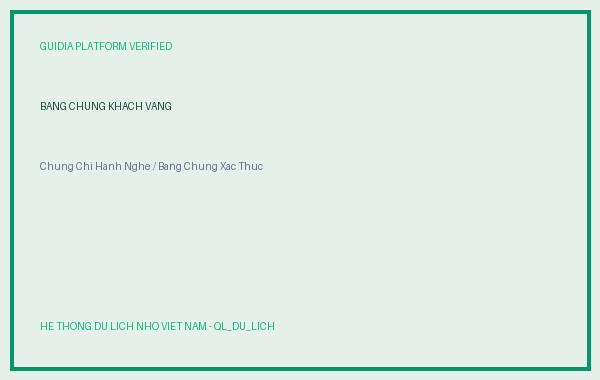 GUIDIA PLATFORM VERIFIED
BANG CHUNG KHACH VANG
Chung Chi Hanh Nghe / Bang Chung Xac Thuc
HE THONG DU LICH NHO VIET NAM - QL_DU_LICH